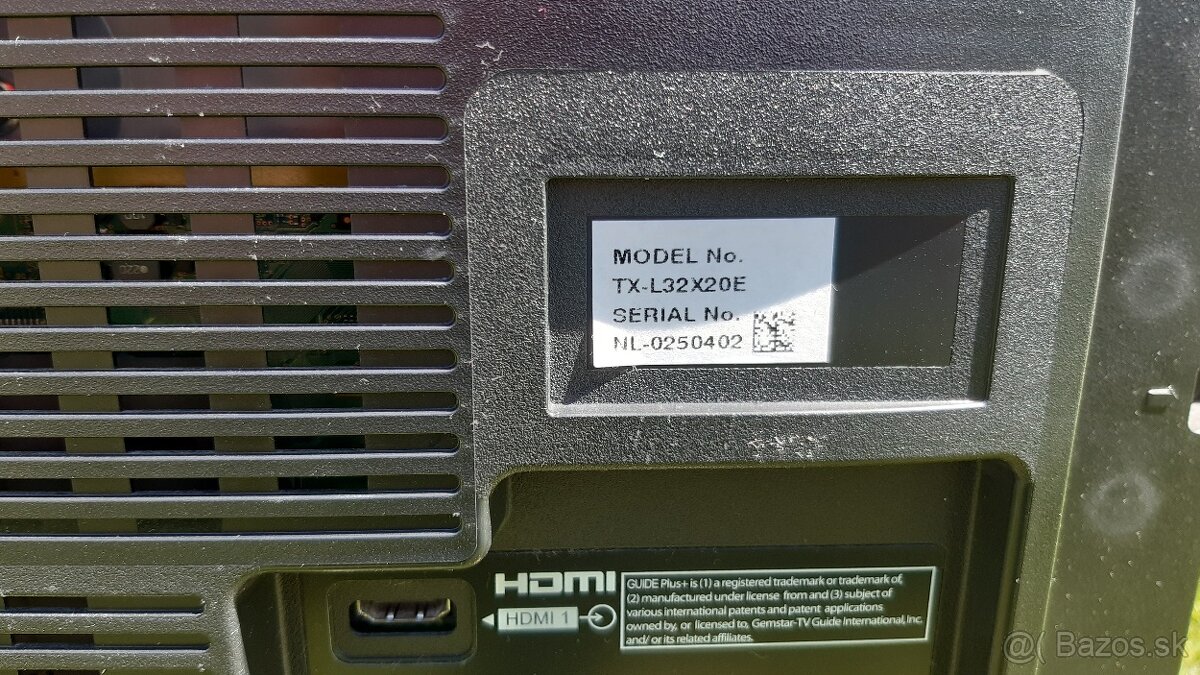 MODEL No.
TX-L32X20E
SERIAL No.
NL-0250402
HDMI
HDMI 1
GUIDE Plus+ is (1) a registered trademark or trademark of,
(2) manufactured under license from and (3) subject of
various international patents and patent applications
owned by, or licensed to, Gemstar-TV Guide International, Inc.
and/ or its related affiliates.
@( Bazos.sk